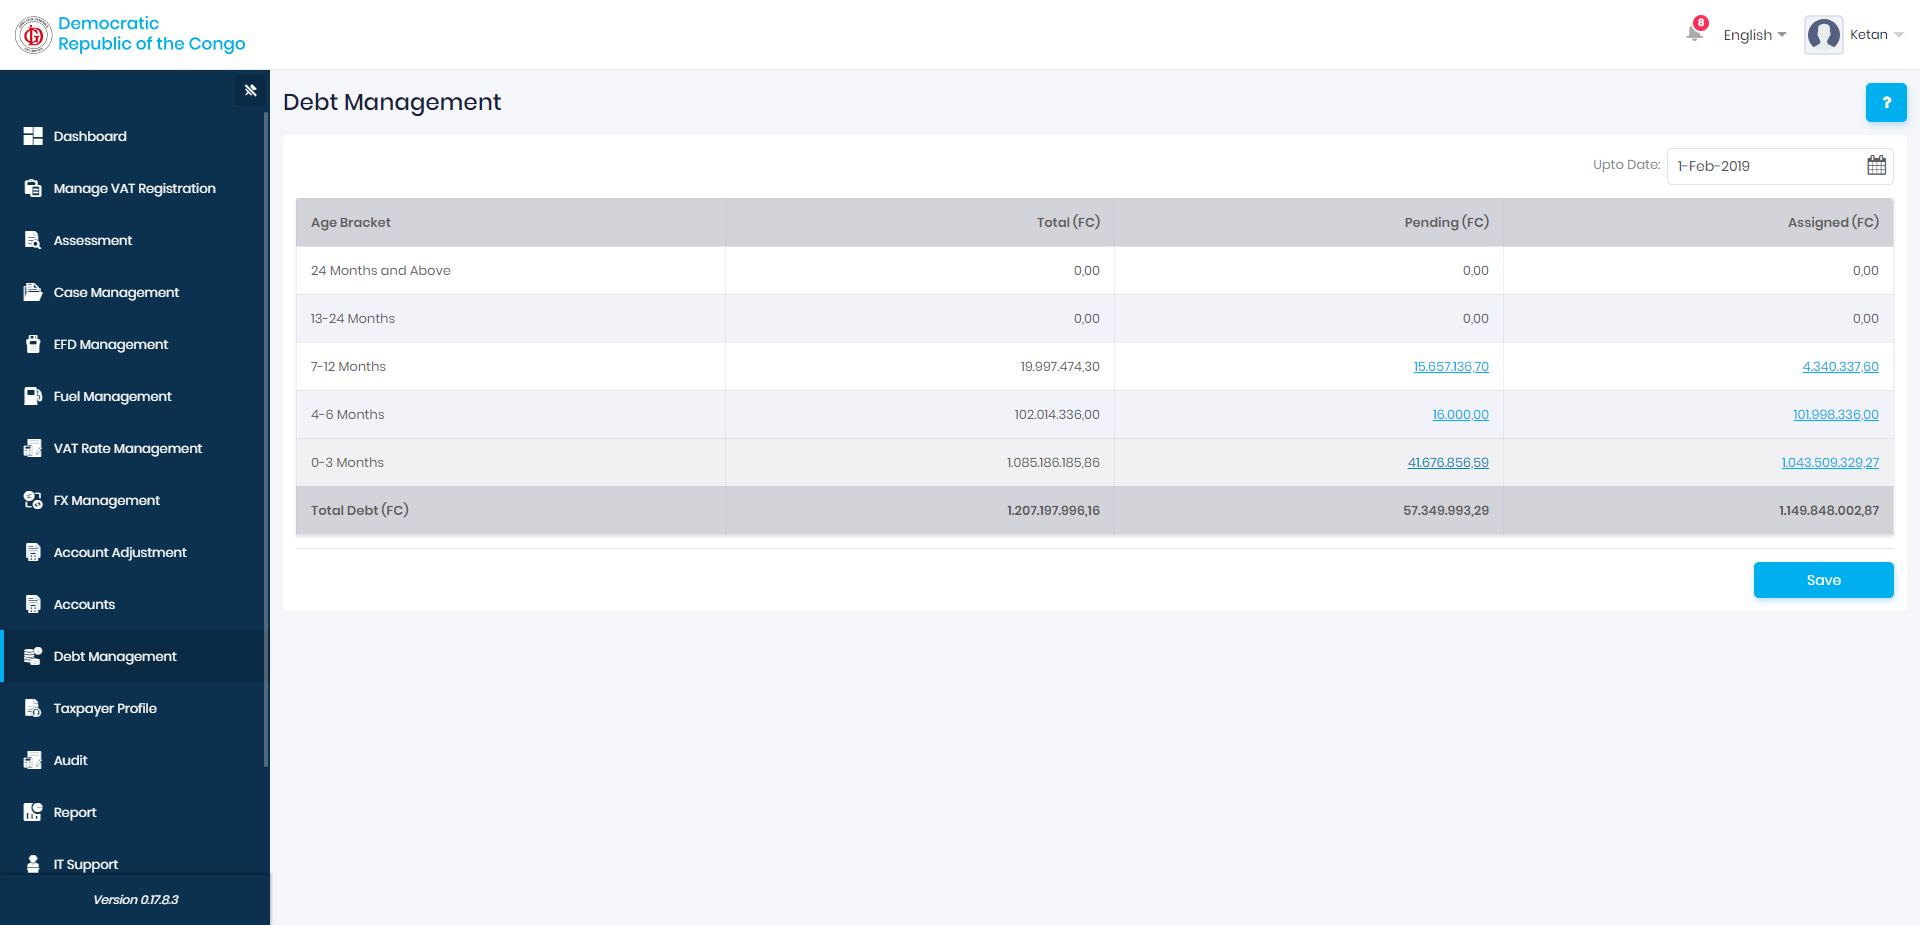 Democratic
Republic of the Congo
8
English
Ketan
Dashboard
Manage VAT Registration
Assessment
Case Management
EFD Management
Fuel Management
VAT Rate Management
FX Management
Account Adjustment
Accounts
Debt Management
Taxpayer Profile
Audit
Report
IT Support
Version 0.17.8.3
Debt Management
?
Upto Date: 1-Feb-2019
Age Bracket Total (FC) Pending (FC) Assigned (FC)
24 Months and Above 0,00 0,00 0,00
13-24 Months 0,00 0,00 0,00
7-12 Months 19.997.474,30 15.657.136,70 4.340.337,60
4-6 Months 102.014.336,00 16.000,00 101.998.336,00
0-3 Months 1.085.186.185,86 41.676.856,59 1.043.509.329,27
Total Debt (FC) 1.207.197.996,16 57.349.993,29 1.149.848.002,87
Save